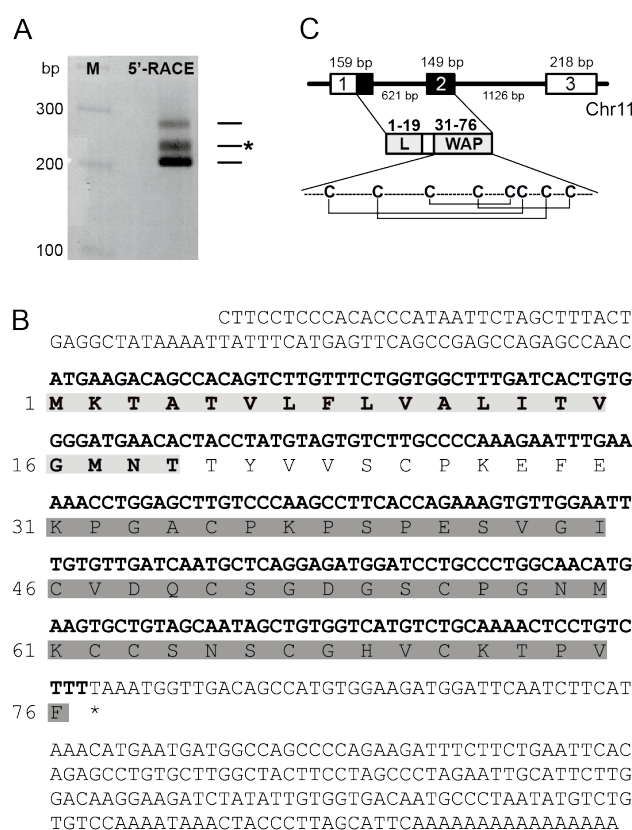 A
bp M 5'-RACE
300
200
100
*
C
159 bp 149 bp 218 bp
1 2 3
621 bp 1126 bp
Chr11
1-19 31-76
L WAP
C C C C CC C C
B
CTTCCTCCCACACCCATAATTCTAGCTTTACT
GAGGCTATAAAATTATTTCATGAGTTCAGCCGAGCCAGAGCCAAC
ATGAAGACAGCCACAGTCTTGTTTCTGGTGGCTTTGATCACTGTG
1 M K T A T V L F L V A L I T V
GGGATGAACACTACCTATGTAGTGTCTTGCCCCAAAGAATTTGAA
16 G M N T T Y V V S C P K E F E
AAACCTGGAGCTTGTCCCAAGCCTTCACCAGAAAGTGTTGGAATT
31 K P G A C P K P S P E S V G I
TGTGTTGATCAATGCTCAGGAGATGGATCCTGCCCTGGCAACATG
46 C V D Q C S G D G S C P G N M
AAGTGCTGTAGCAATAGCTGTGGTCATGTCTGCAAAACTCCTGTC
61 K C C S N S C G H V C K T P V
TTTTAAATGGTTGACAGCCATGTGGAAGATGGATTCAATCTTCAT
76 F *
AAACATGAATGATGGCCAGCCCCAGAAGATTTCTTCTGAATTCAC
AGAGCCTGTGCTTGGCTACTTCCTAGCCCTAGAATTGCATTCTTG
GACAAGGAAGATCTATATTGTGGTGACAATGCCCTAATATGTCTG
TGTCCAAAATAAACTACCCTTAGCATTCAAAAAAAAAAAAAAAA